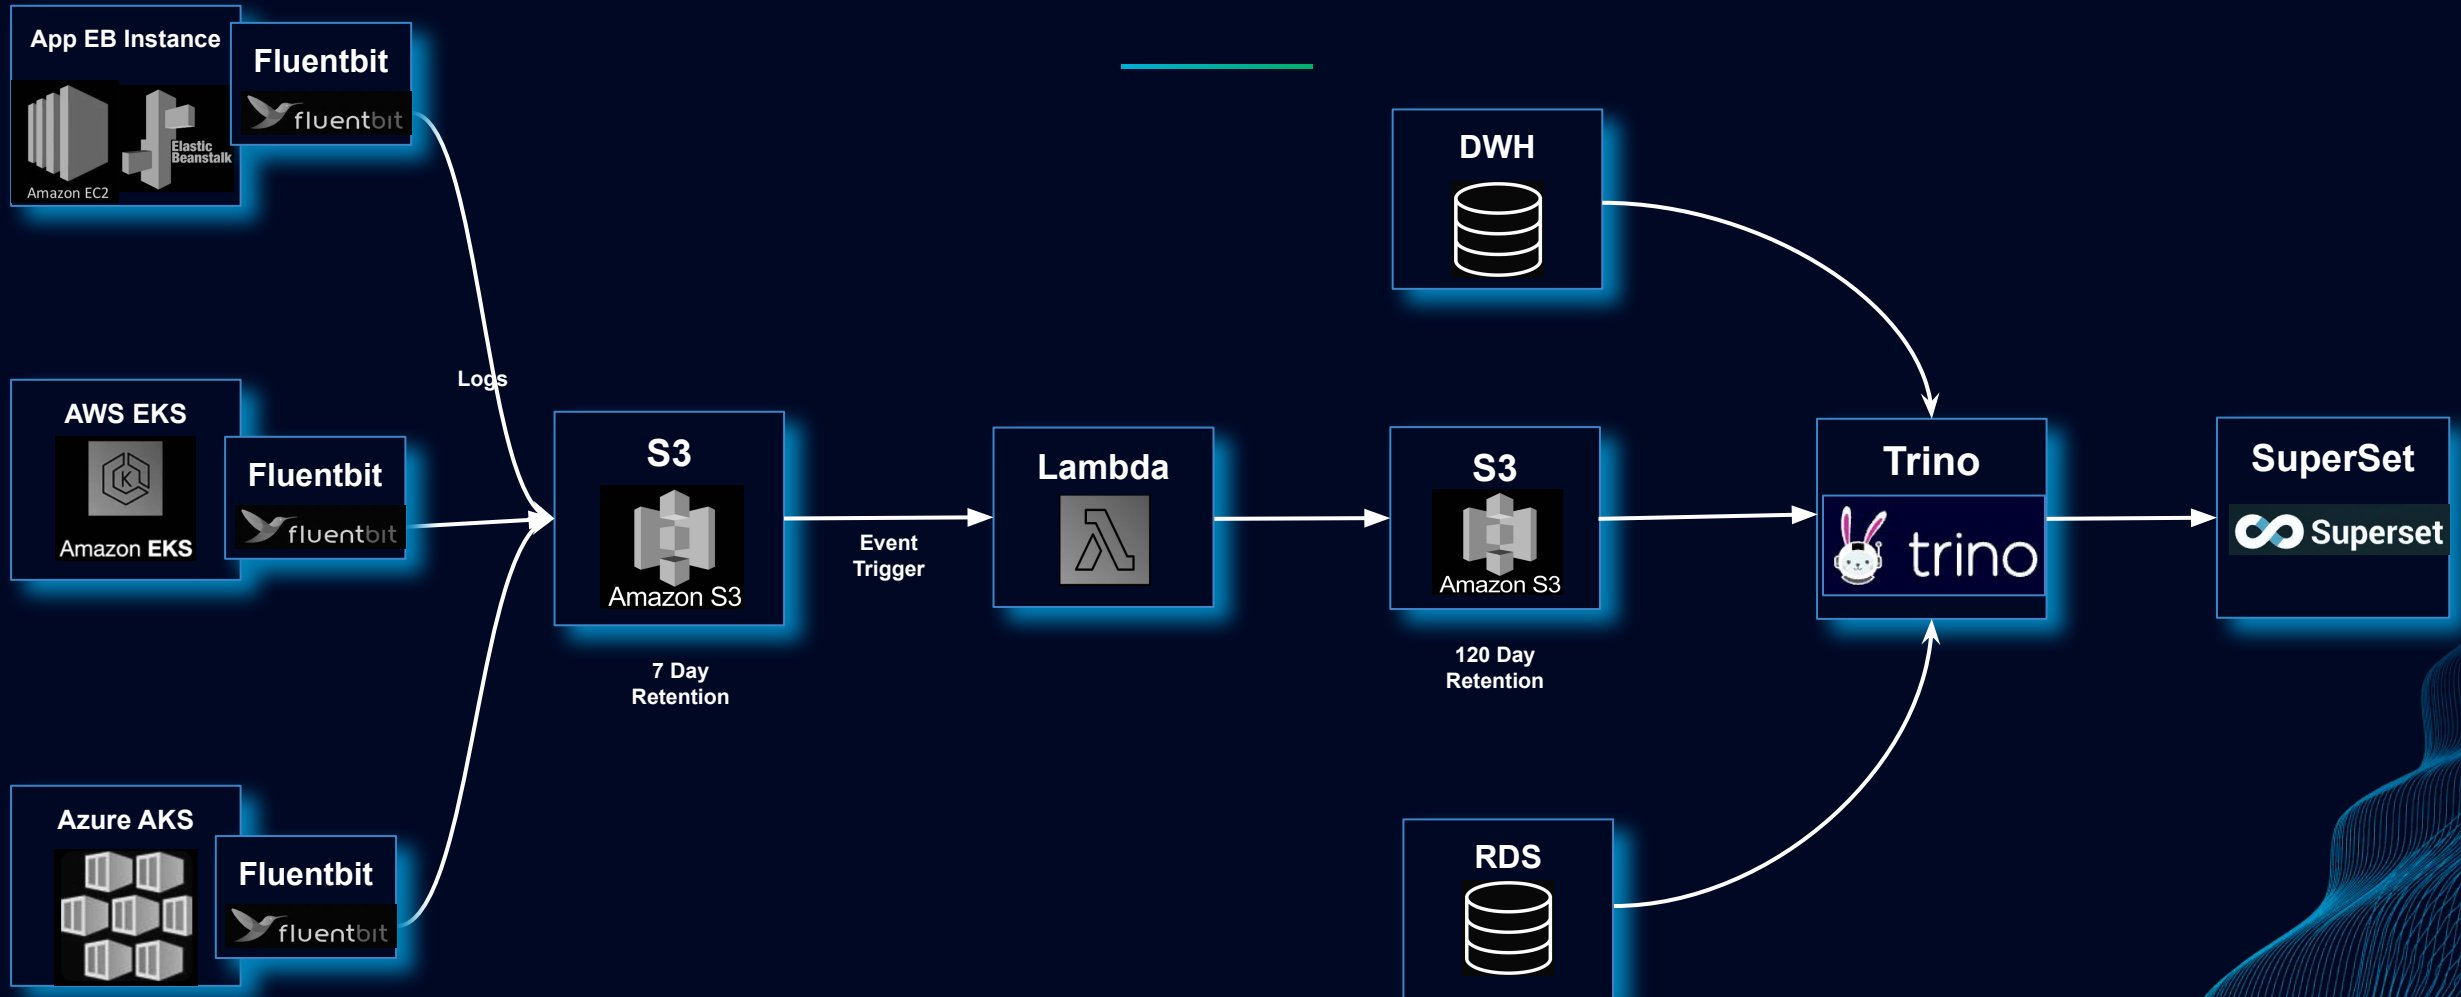 App EB Instance
Amazon EC2
Elastic
Beanstalk
Fluentbit
fluentbit
Logs
AWS EKS
Amazon EKS
Fluentbit
fluentbit
Azure AKS
Fluentbit
fluentbit
S3
Amazon S3
7 Day
Retention
Event
Trigger
Lambda
DWH
S3
Amazon S3
120 Day
Retention
RDS
Trino
trino
SuperSet
Superset